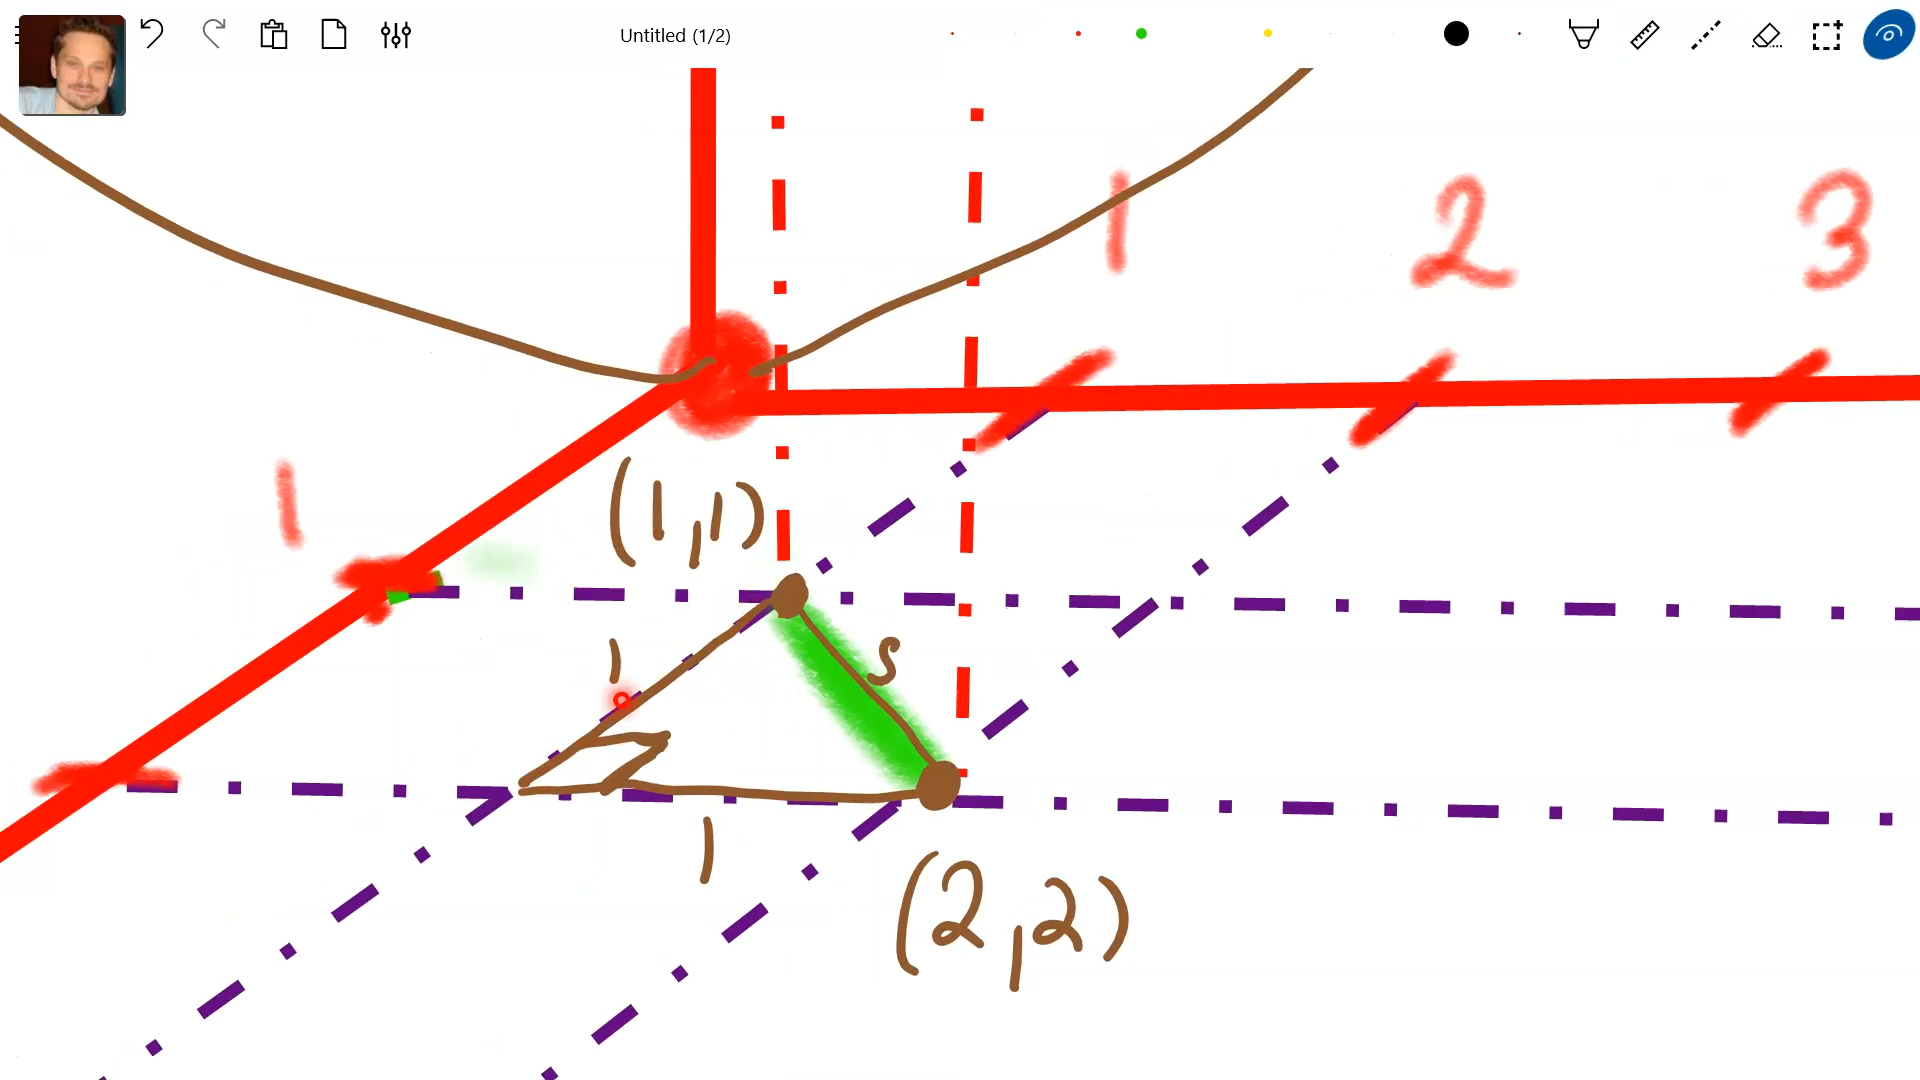 Untitled (1/2)
1 2 3
1
(1,1)
1
s
1
(2,2)